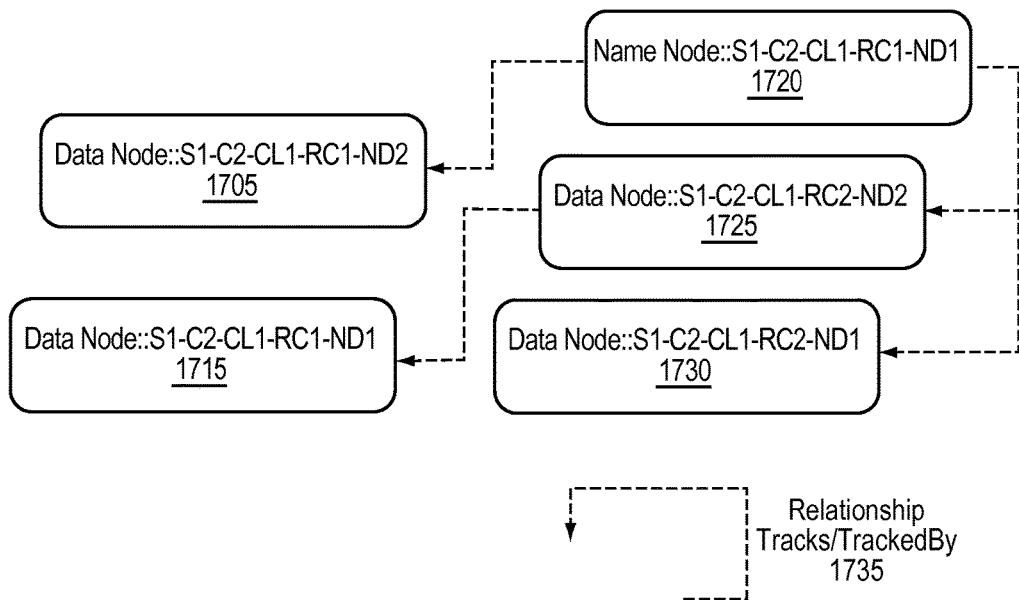 Name Node::S1-C2-CL1-RC1-ND1
1720
Data Node::S1-C2-CL1-RC1-ND2
1705
Data Node::S1-C2-CL1-RC2-ND2
1725
Data Node::S1-C2-CL1-RC1-ND1
1715
Data Node::S1-C2-CL1-RC2-ND1
1730
Relationship
Tracks/TrackedBy
1735